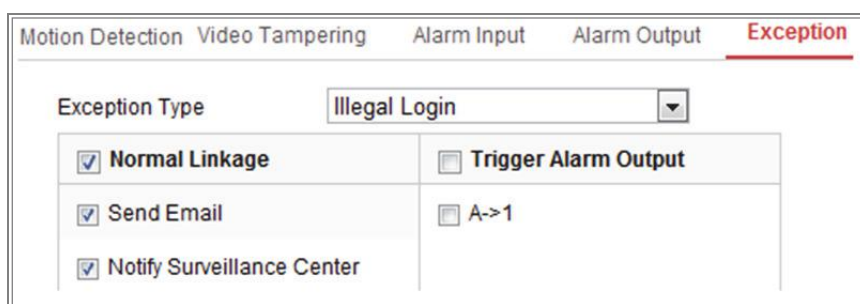 Motion Detection Video Tampering Alarm Input Alarm Output Exception
Exception Type Illegal Login
Normal Linkage Trigger Alarm Output
Send Email A->1
Notify Surveillance Center